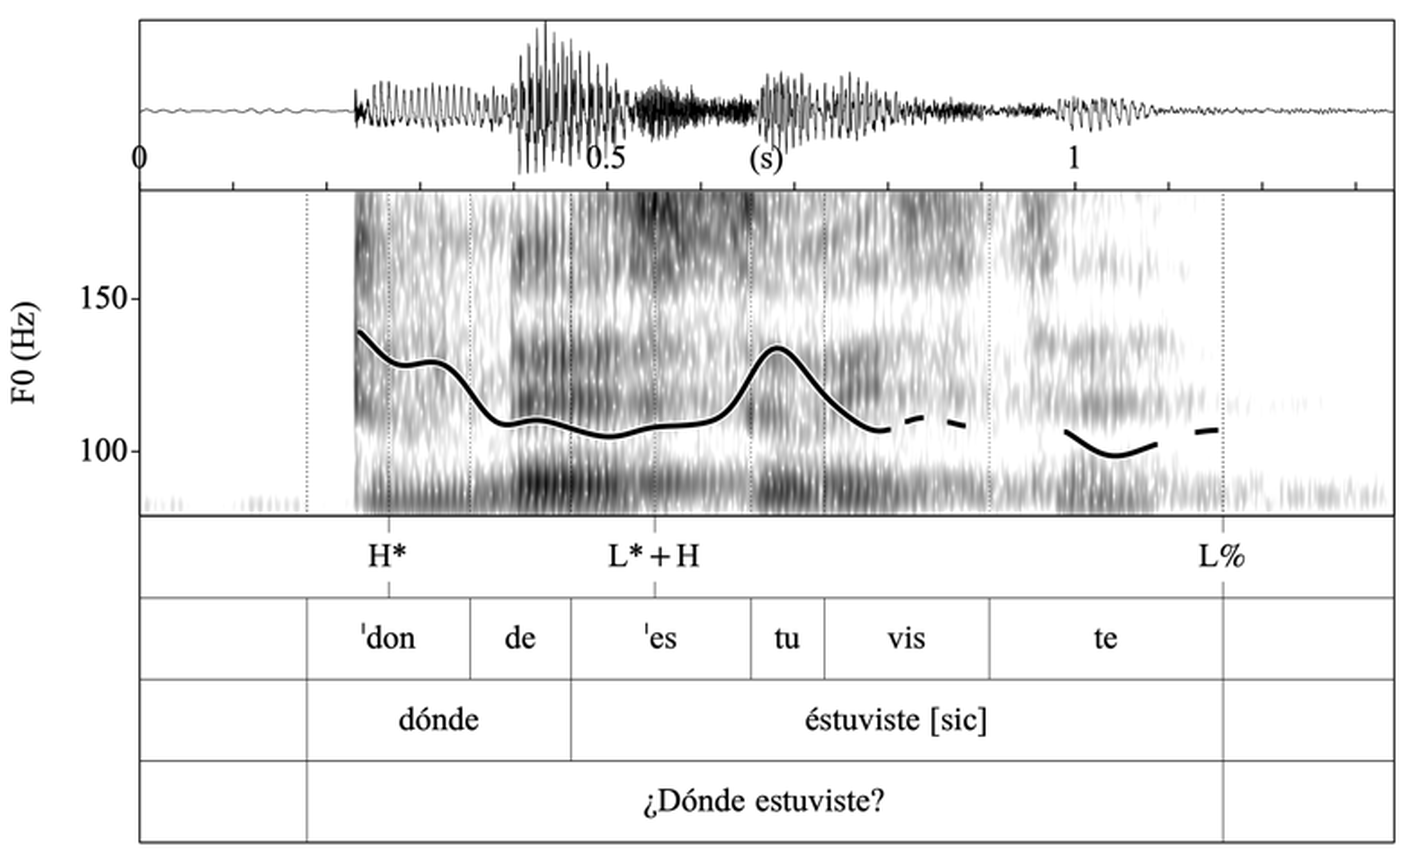 0 0.5 (s) 1
F0 (Hz)
150
100
H* L*+H L%
ˈdon de ˈes tu vis te
dónde éstuviste [sic]
¿Dónde estuviste?